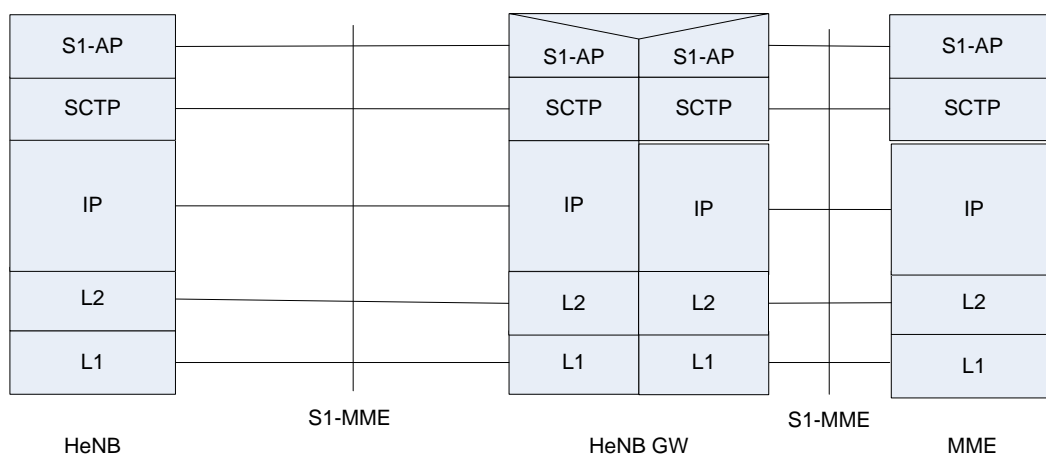 S1-AP
S1-AP
S1-AP
S1-AP
SCTP
SCTP
SCTP
SCTP
IP
IP
IP
IP
L2
L2
L2
L2
L1
L1
L1
L1
S1-MME
S1-MME
HeNB
HeNB GW
MME